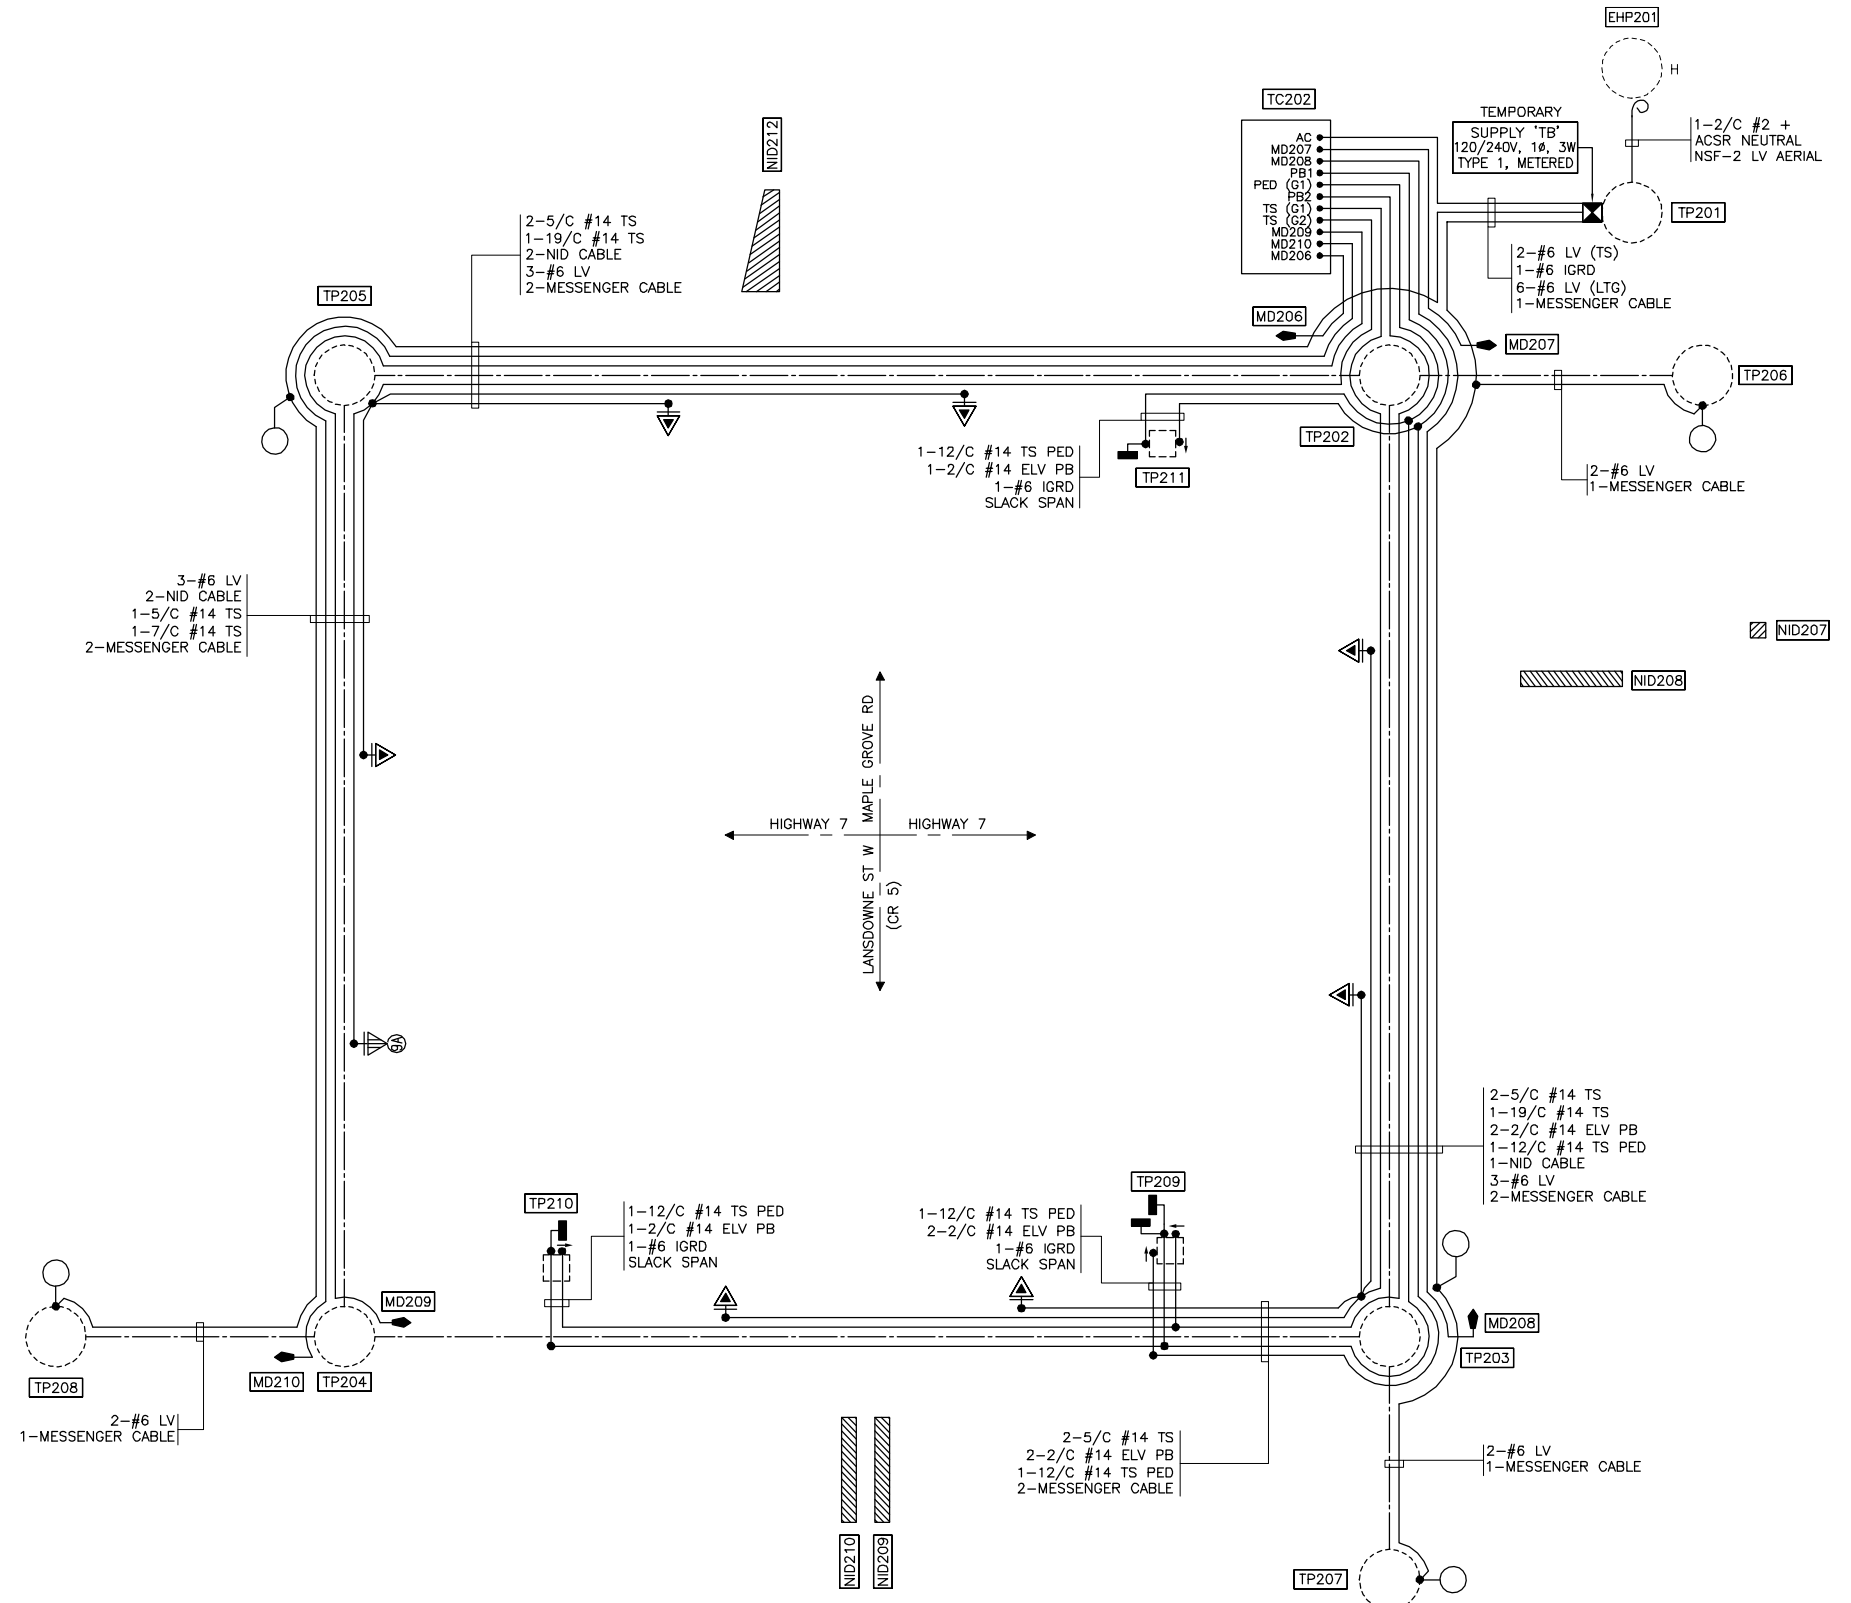 EHP201
H
TC202
TEMPORARY
SUPPLY 'TB'
120/240V, 1Ø, 3W
TYPE 1, METERED
1-2/C #2 +
ACSR NEUTRAL
NSF-2 LV AERIAL
TP201
AC
MD207
MD208
PB1
PED (G1)
PB2
TS (G1)
TS (G2)
MD209
MD210
MD206
NID212
2-5/C #14 TS
1-19/C #14 TS
2-NID CABLE
3-#6 LV
2-MESSENGER CABLE
2-#6 LV (TS)
1-#6 IGRD
6-#6 LV (LTG)
1-MESSENGER CABLE
TP205
MD206
MD207
TP206
TP202
1-12/C #14 TS PED
1-2/C #14 ELV PB
1-#6 IGRD
SLACK SPAN
TP211
2-#6 LV
1-MESSENGER CABLE
3-#6 LV
2-NID CABLE
1-5/C #14 TS
1-7/C #14 TS
2-MESSENGER CABLE
NID207
NID208
MAPLE GROVE RD
HIGHWAY 7
HIGHWAY 7
LANSDOWNE ST W
(CR 5)
9A
2-5/C #14 TS
1-19/C #14 TS
2-2/C #14 ELV PB
1-12/C #14 TS PED
1-NID CABLE
3-#6 LV
2-MESSENGER CABLE
TP210
1-12/C #14 TS PED
1-2/C #14 ELV PB
1-#6 IGRD
SLACK SPAN
TP209
1-12/C #14 TS PED
2-2/C #14 ELV PB
1-#6 IGRD
SLACK SPAN
MD209
MD208
TP203
TP208
MD210
TP204
2-#6 LV
1-MESSENGER CABLE
2-5/C #14 TS
2-2/C #14 ELV PB
1-12/C #14 TS PED
2-MESSENGER CABLE
2-#6 LV
1-MESSENGER CABLE
NID210
NID209
TP207